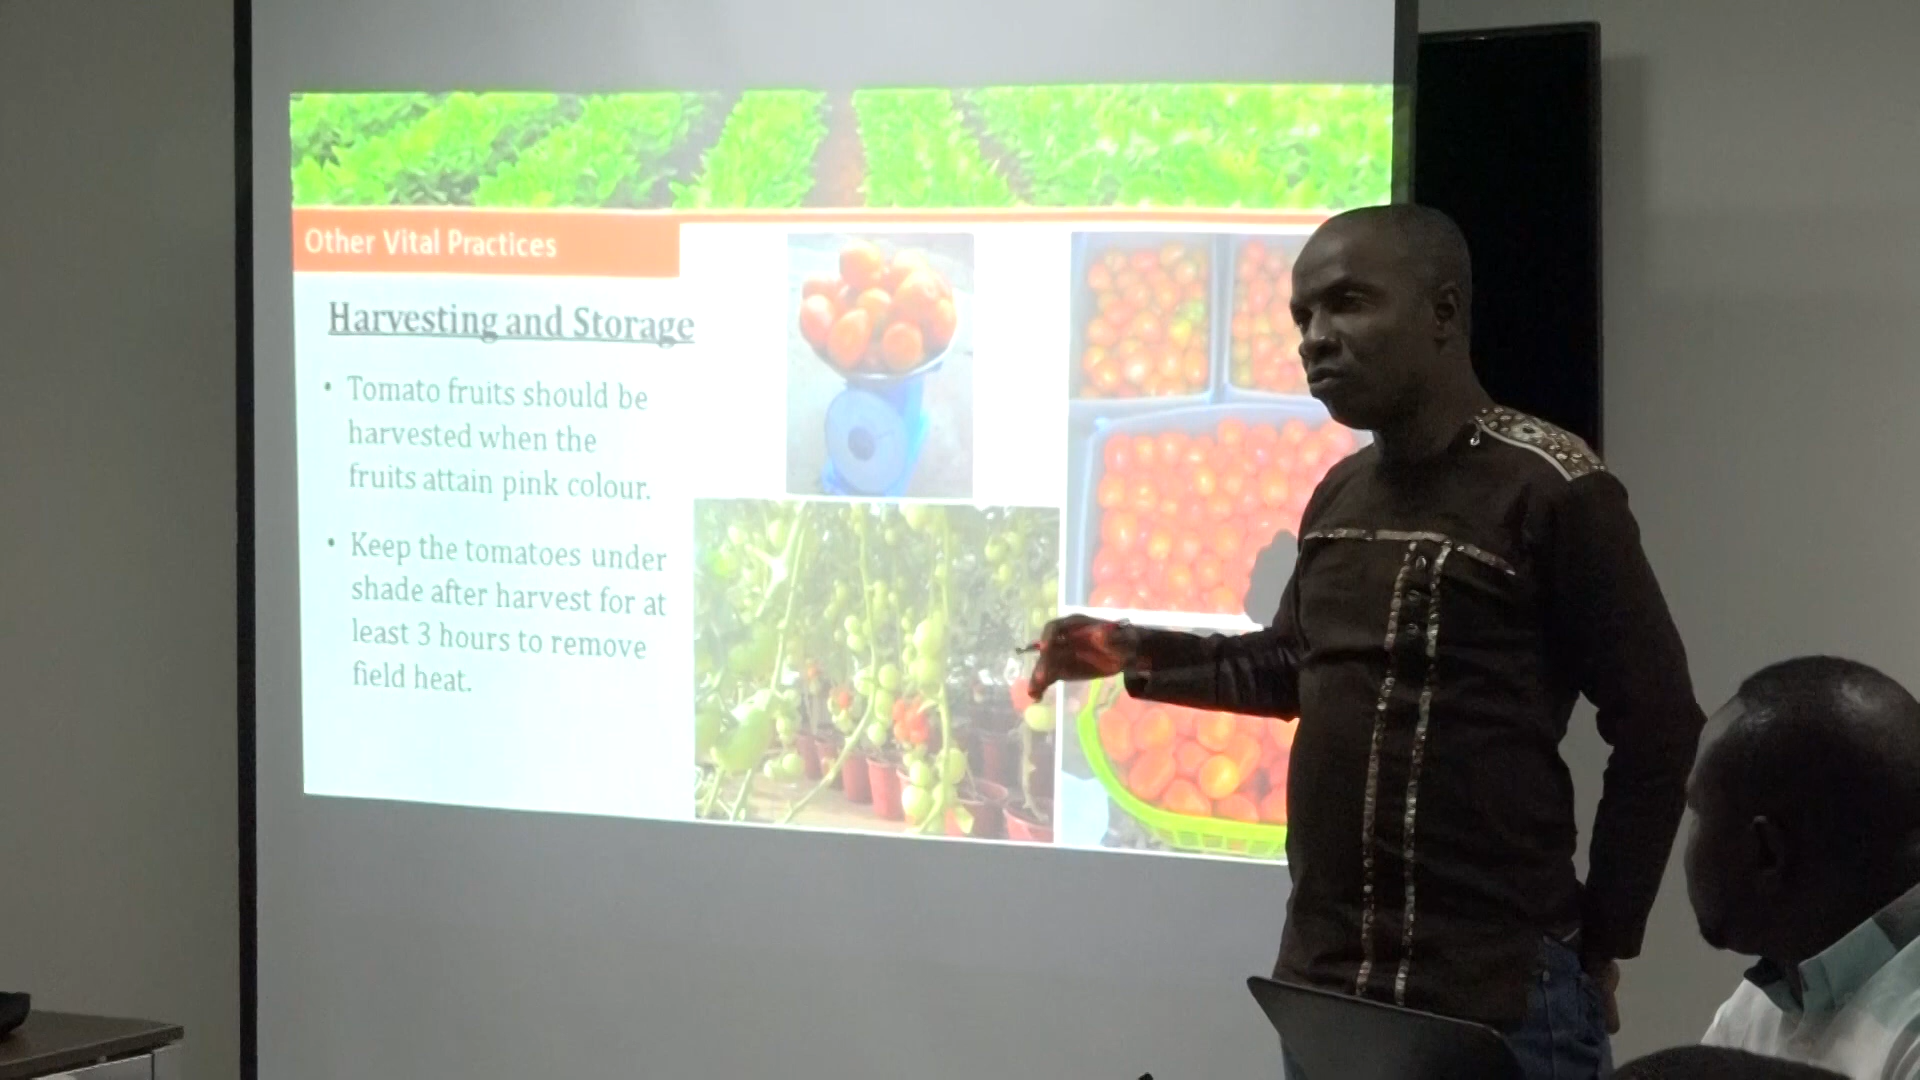 Other Vital Practices
Harvesting and Storage
• Tomato fruits should be
harvested when the
fruits attain pink colour.
• Keep the tomatoes under
shade after harvest for at
least 3 hours to remove
field heat.